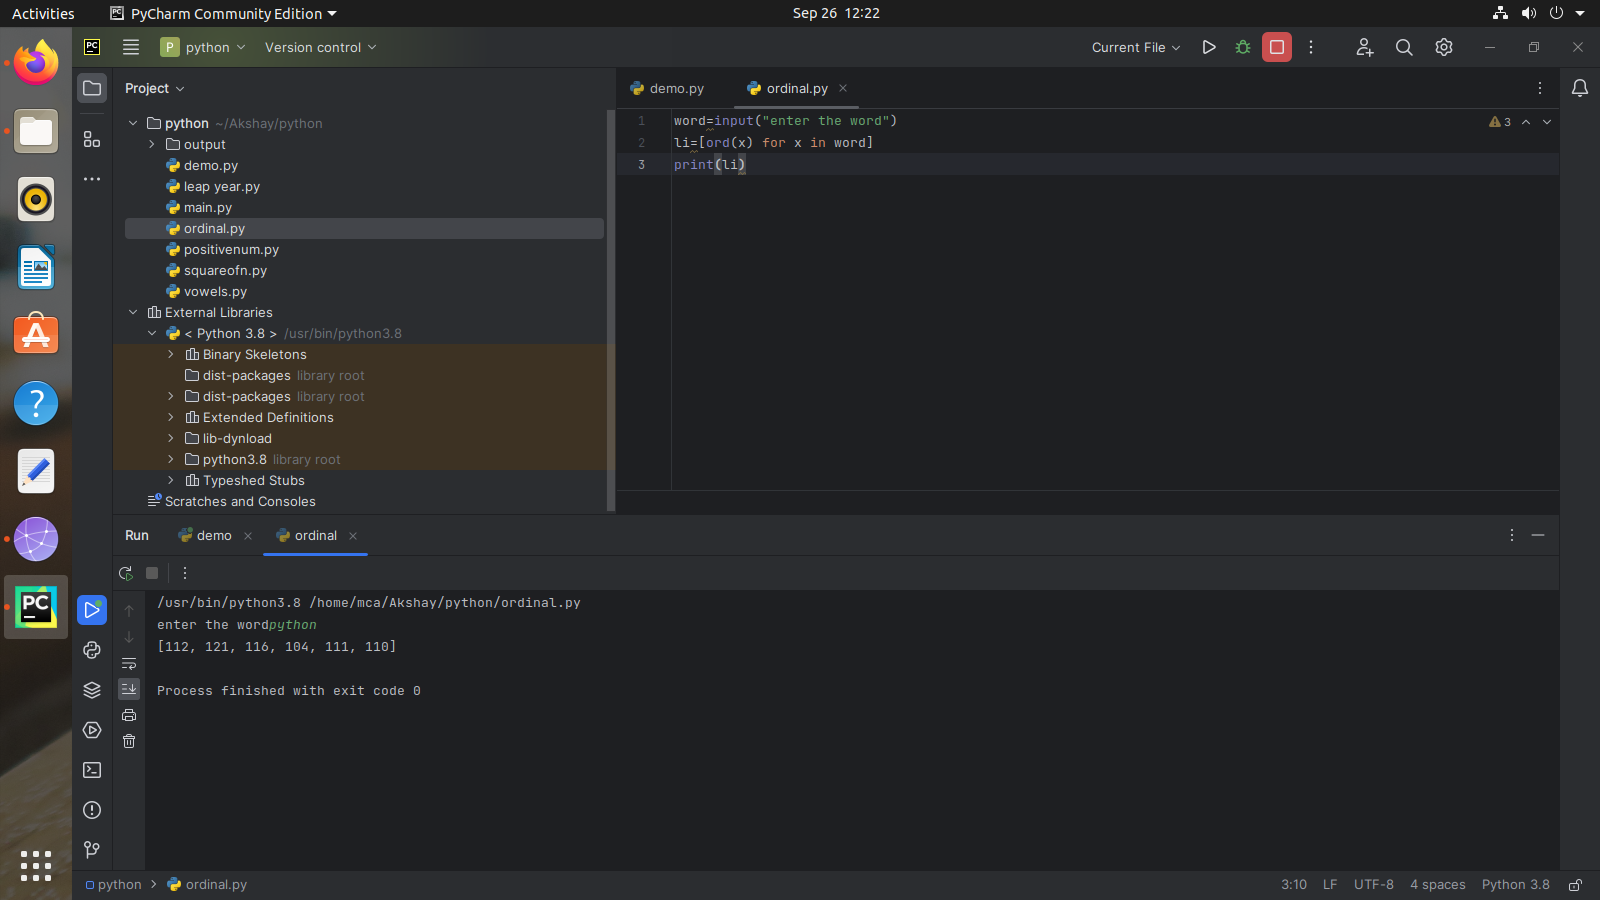 Activities PyCharm Community Edition Sep 26 12:22
PC P python Version control Current File
Project demo.py ordinal.py
python ~/Akshay/python
output
demo.py
leap year.py
main.py
ordinal.py
positivenum.py
squareofn.py
vowels.py
External Libraries
< Python 3.8 > /usr/bin/python3.8
Binary Skeletons
dist-packages library root
dist-packages library root
Extended Definitions
lib-dynload
python3.8 library root
Typeshed Stubs
Scratches and Consoles
1 word=input("enter the word") 3
2 li=[ord(x) for x in word]
3 print(li)
Run demo ordinal
/usr/bin/python3.8 /home/mca/Akshay/python/ordinal.py
enter the wordpython
[112, 121, 116, 104, 111, 110]
Process finished with exit code 0
PC
python ordinal.py 3:10 LF UTF-8 4 spaces Python 3.8